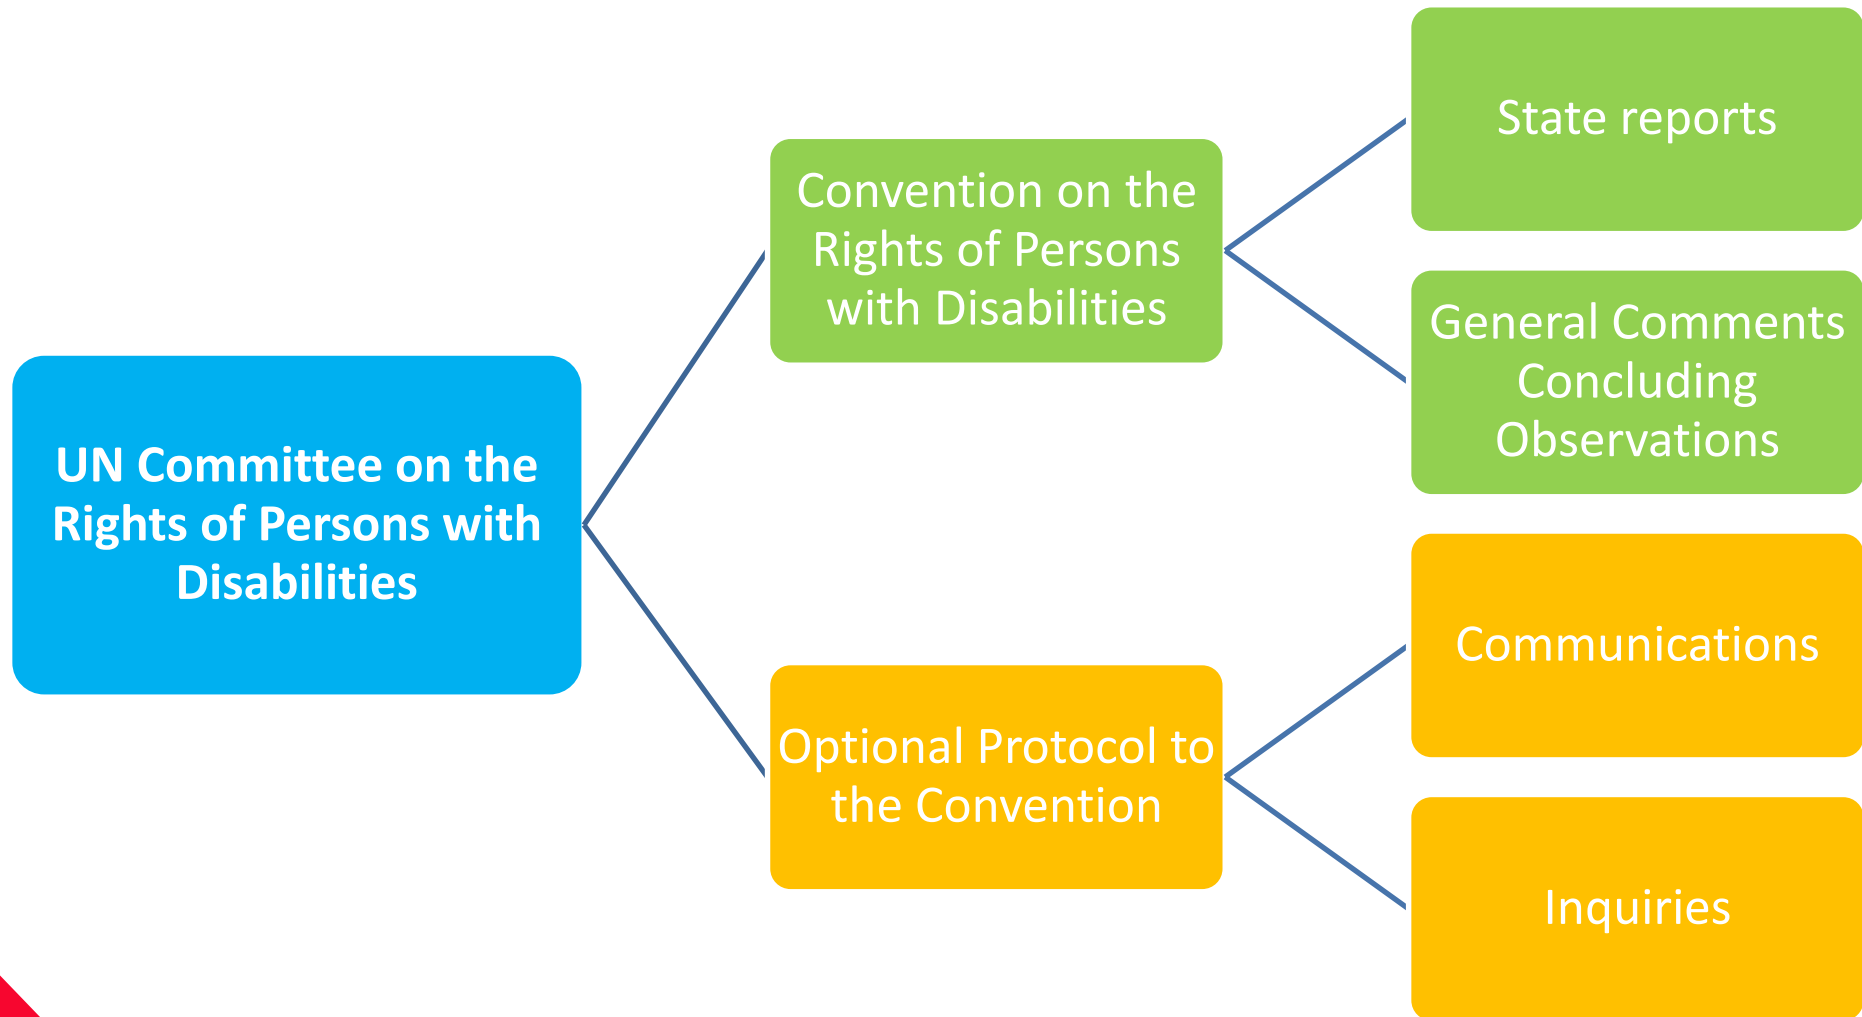 UN Committee on the
Rights of Persons with
Disabilities
Convention on the
Rights of Persons
with Disabilities
State reports
General Comments
Concluding
Observations
Optional Protocol to
the Convention
Communications
Inquiries